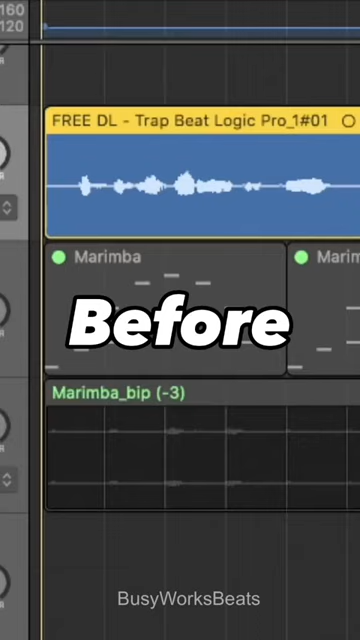 160
120
FREE DL - Trap Beat Logic Pro_1#01
Marimba
Marim
Before
Marimba_bip (-3)
BusyWorksBeats